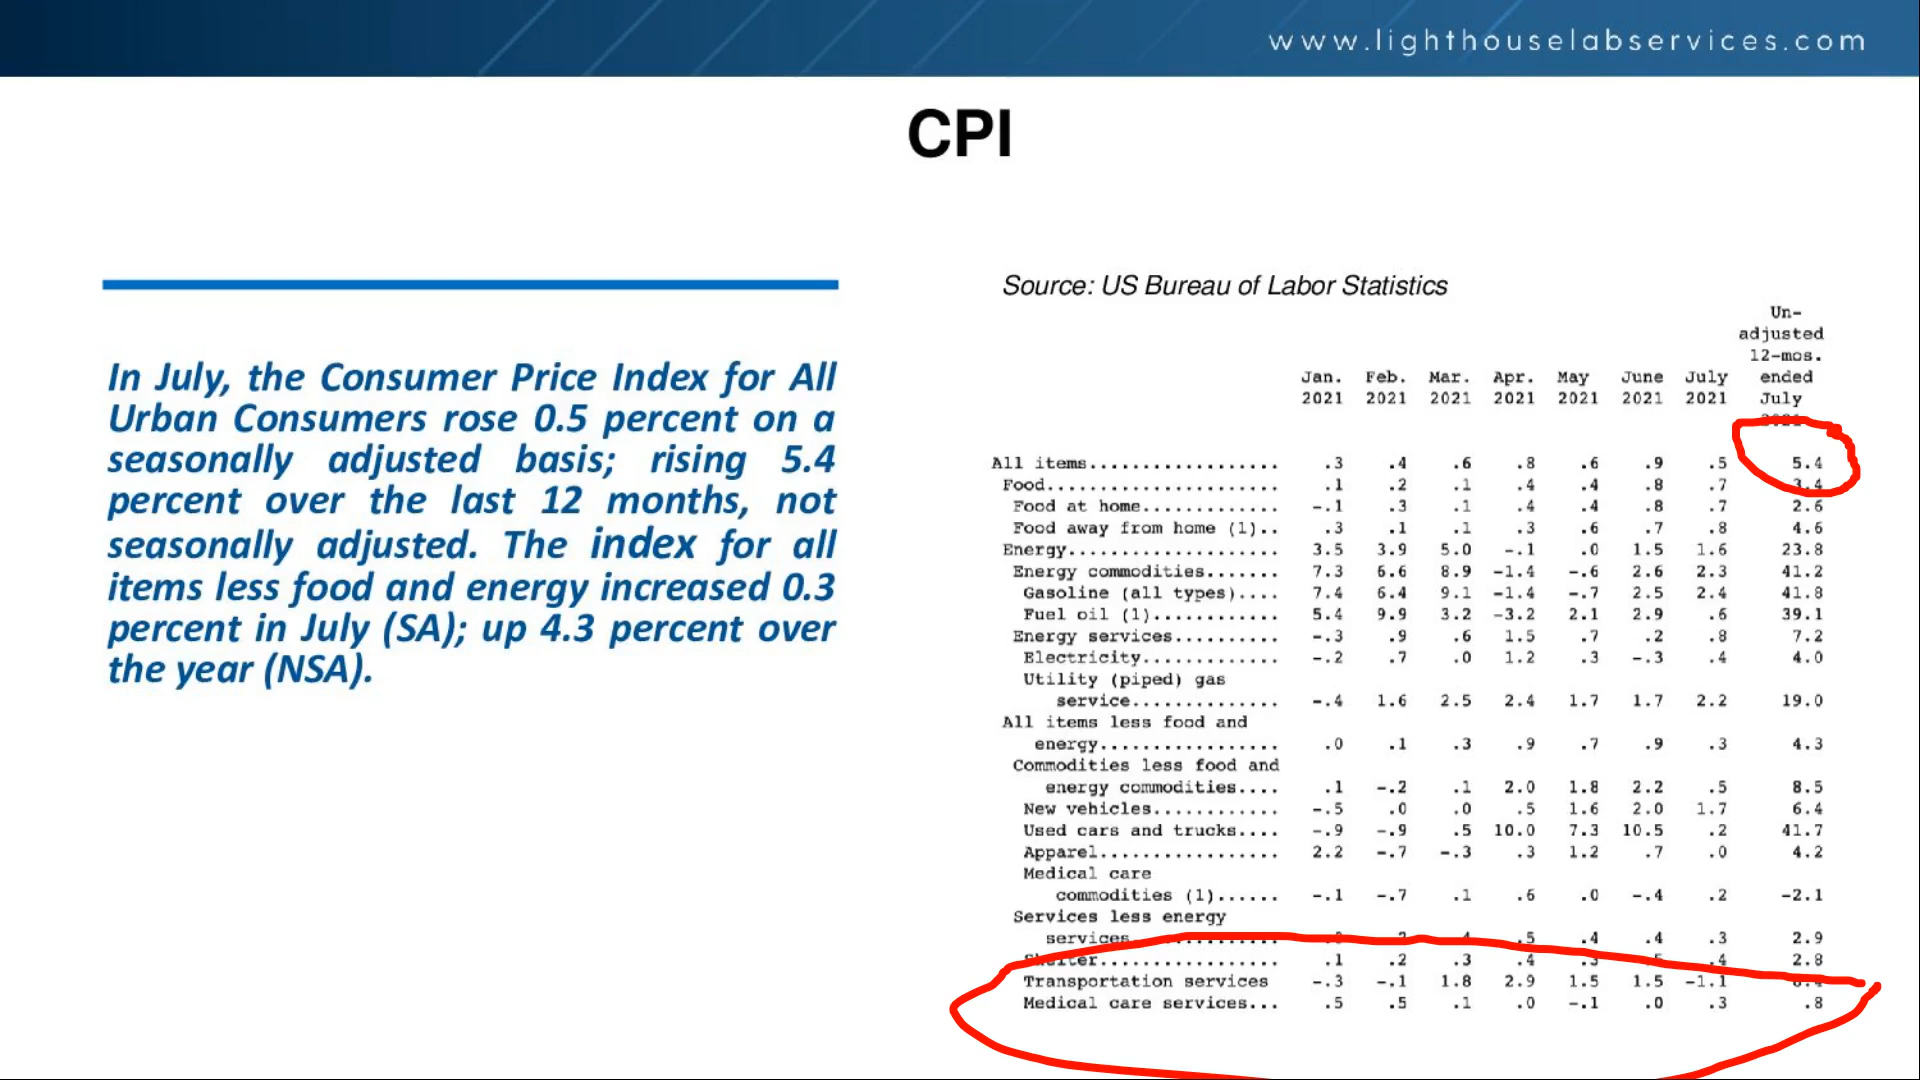 www.lighthouselabservices.com
CPI
In July, the Consumer Price Index for All
Urban Consumers rose 0.5 percent on a
seasonally adjusted basis; rising 5.4
percent over the last 12 months, not
seasonally adjusted. The index for all
items less food and energy increased 0.3
percent in July (SA); up 4.3 percent over
the year (NSA).
Source: US Bureau of Labor Statistics
Un-
adjusted
12-mos.
Jan. Feb. Mar. Apr. May June July ended
2021 2021 2021 2021 2021 2021 2021 July
All items.................. .3 .4 .6 .8 .6 .9 .5 5.4
Food...................... .1 .2 .1 .4 .4 .8 .7 3.4
Food at home............. -.1 .3 .1 .4 .4 .8 .7 2.6
Food away from home (1).. .3 .1 .1 .3 .6 .7 .8 4.6
Energy.................... 3.5 3.9 5.0 -.1 .0 1.5 1.6 23.8
Energy commodities....... 7.3 6.6 8.9 -1.4 -.6 2.6 2.3 41.2
Gasoline (all types).... 7.4 6.4 9.1 -1.4 -.7 2.5 2.4 41.8
Fuel oil (1)............ 5.4 9.9 3.2 -3.2 2.1 2.9 .6 39.1
Energy services.......... -.3 .9 .6 1.5 .7 .2 .8 7.2
Electricity............. -.2 .7 .0 1.2 .3 -.3 .4 4.0
Utility (piped) gas
service.............. -.4 1.6 2.5 2.4 1.7 1.7 2.2 19.0
All items less food and
energy................. .0 .1 .3 .9 .7 .9 .3 4.3
Commodities less food and
energy commodities.... .1 -.2 .1 2.0 1.8 2.2 .5 8.5
New vehicles............ -.5 .0 .0 .5 1.6 2.0 1.7 6.4
Used cars and trucks.... -.9 -.9 .5 10.0 7.3 10.5 .2 41.7
Apparel................. 2.2 -.7 -.3 .3 1.2 .7 .0 4.2
Medical care
commodities (1)...... -.1 -.7 .1 .6 .0 -.4 .2 -2.1
Services less energy
services.............. .5 .4 .4 .3 2.9
Shelter................. .1 .2 .3 .4 .4 2.8
Transportation services -.3 -.1 1.8 2.9 1.5 1.5 -1.1
Medical care services... .5 .5 .1 .0 -.1 .0 .3 .8